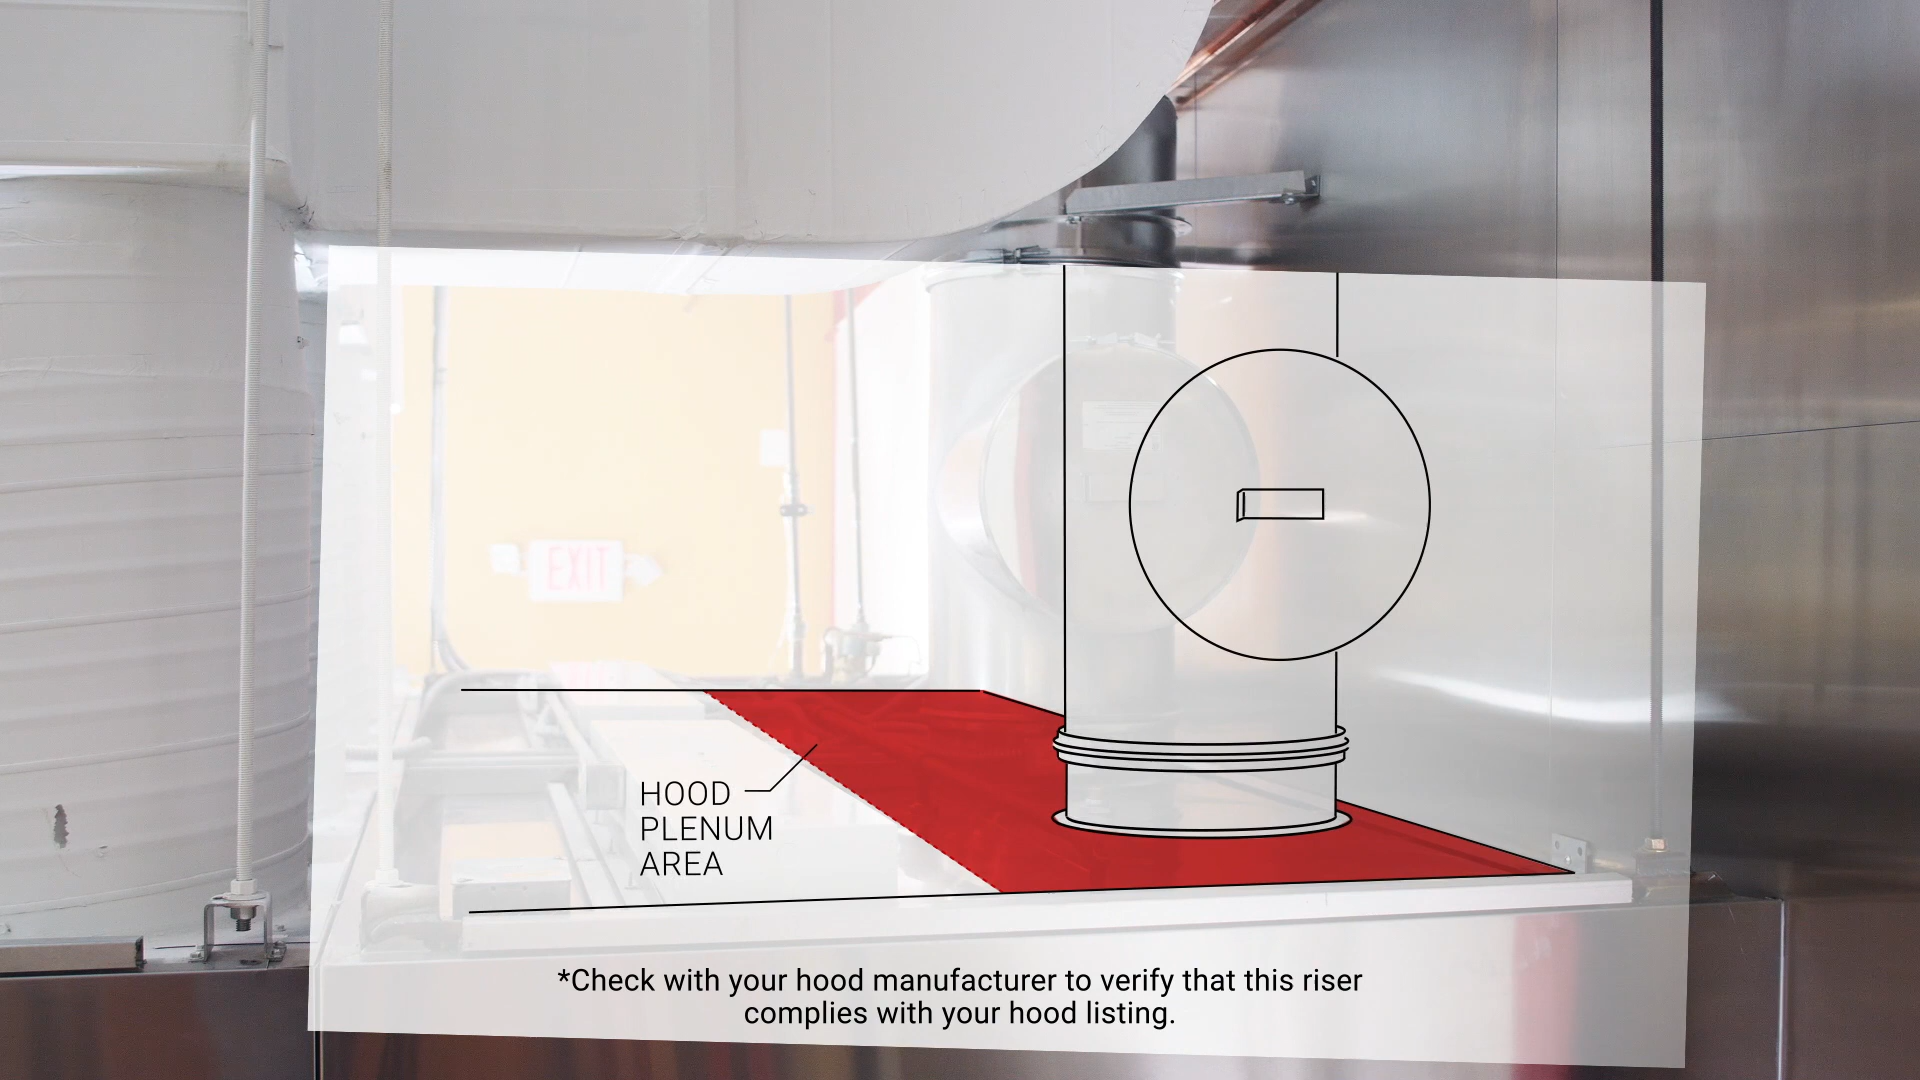 EXIT
HOOD
PLENUM
AREA
*Check with your hood manufacturer to verify that this riser
complies with your hood listing.